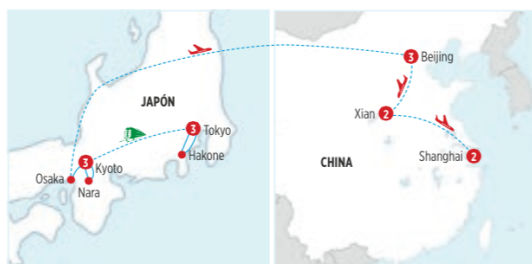 JAPÓN
3 Tokyo
Hakone
3 Kyoto
Osaka
Nara
3 Beijing
Xian 2
CHINA
Shanghai 2